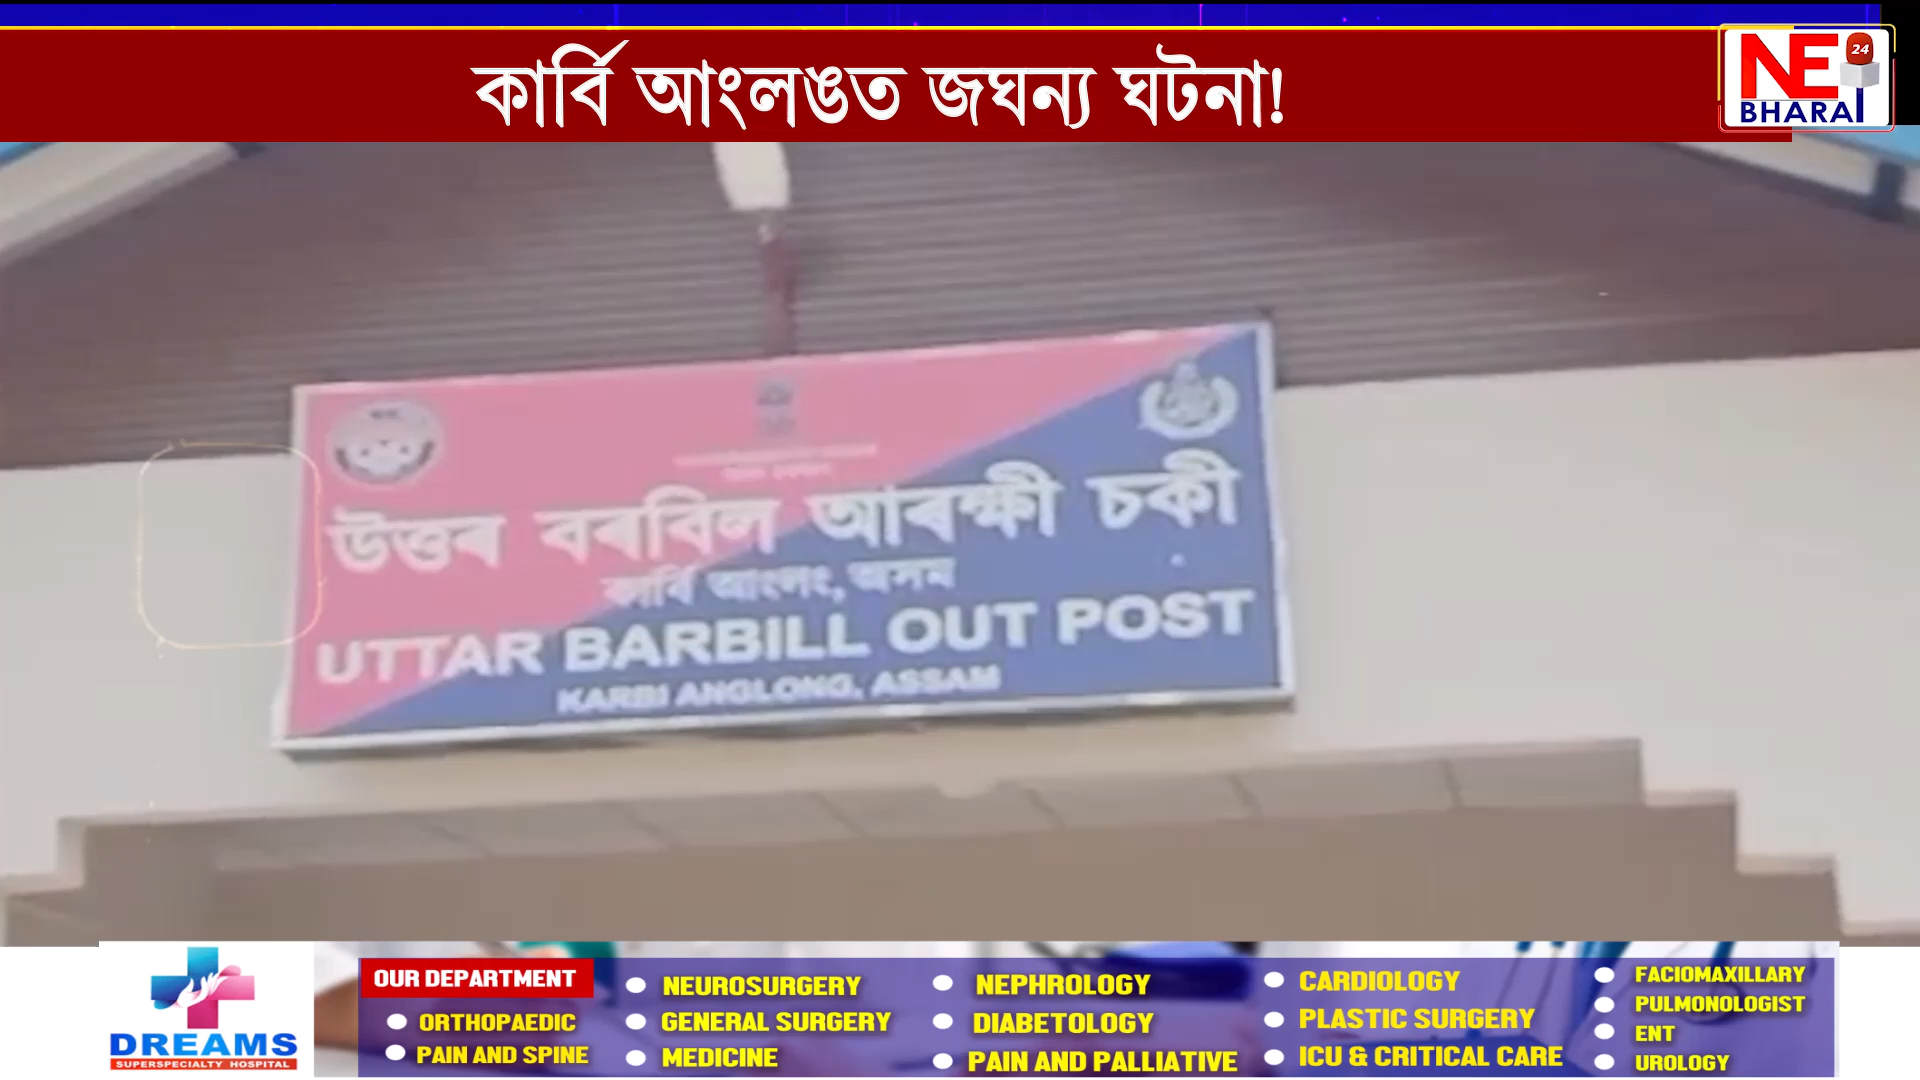 কাৰ্বি আংলঙত জঘন্য ঘটনা!
NE
24
BHARAT
উত্তৰ বৰবিল আৰক্ষী চকী
কাৰ্বি আংলং, অসম
UTTAR BARBILL OUT POST
KARBI ANGLONG, ASSAM
DREAMS
SUPERSPECIALTY HOSPITAL
OUR DEPARTMENT
ORTHOPAEDIC
PAIN AND SPINE
NEUROSURGERY
GENERAL SURGERY
MEDICINE
NEPHROLOGY
DIABETOLOGY
PAIN AND PALLIATIVE
CARDIOLOGY
PLASTIC SURGERY
ICU & CRITICAL CARE
FACIOMAXILLARY
PULMONOLOGIST
ENT
UROLOGY